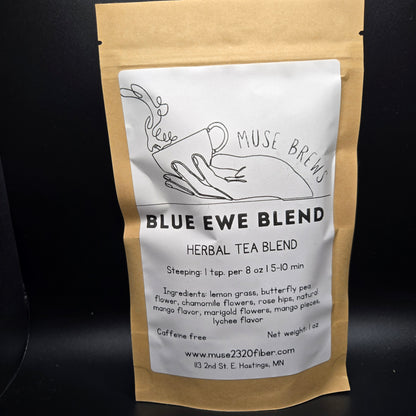 MUSE BREWS
BLUE EWE BLEND
HERBAL TEA BLEND
Steeping: 1 tsp. per 8 oz | 5-10 min
Ingredients: lemon grass, butterfly pea
flower, chamomile flowers, rose hips, natural
mango flavor, marigold flowers, mango pieces,
lychee flavor
Caffeine free Net weight: 1 oz
www.muse2320fiber.com
113 2nd St. E. Hastings, MN